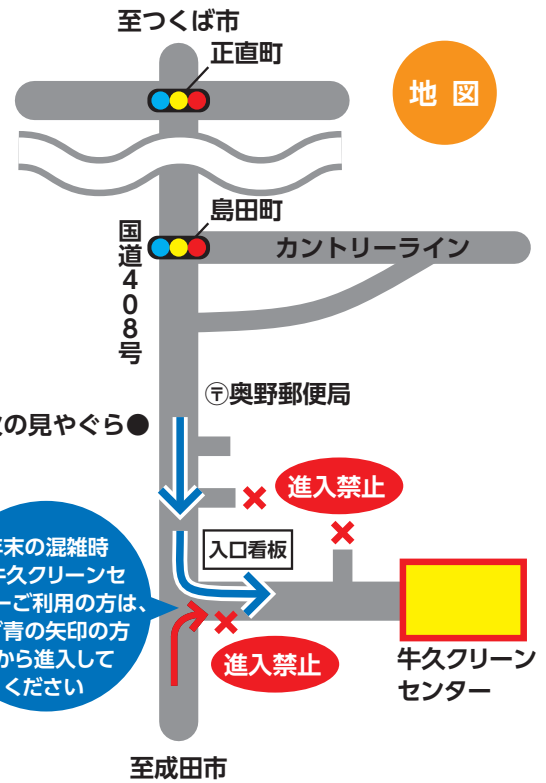 至つくば市
正直町
地図
島田町
国道408号
カントリーライン
〒奥野郵便局
の見やぐら●
進入禁止
入口看板
末の混雑時
牛久クリーンセ
ーご利用の方は、
青の矢印の方
から進入して
ください
進入禁止
牛久クリーン
センター
至成田市